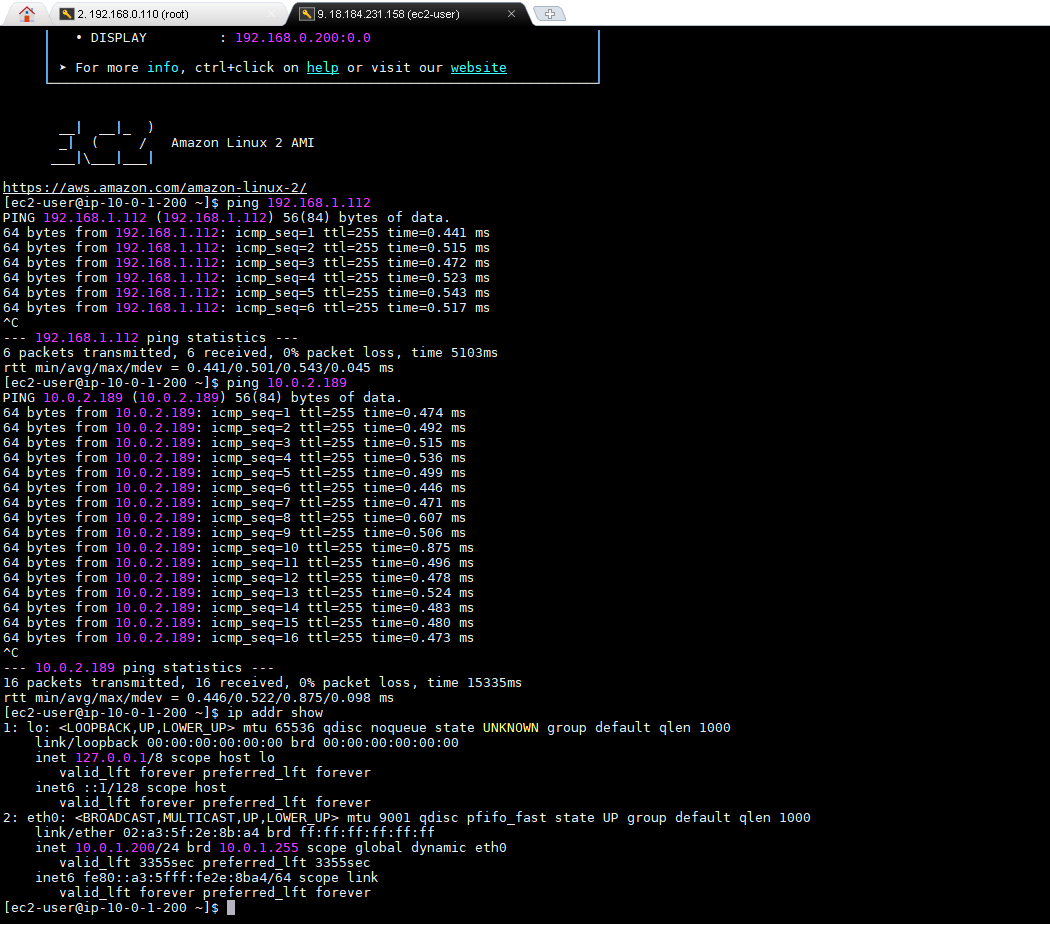 2. 192.168.0.110 (root)
9. 18.184.231.158 (ec2-user)
• DISPLAY : 192.168.0.200:0.0
➤ For more info, ctrl+click on help or visit our website
__| __|_ )
_| ( / Amazon Linux 2 AMI
___|\___|___|
https://aws.amazon.com/amazon-linux-2/
[ec2-user@ip-10-0-1-200 ~]$ ping 192.168.1.112
PING 192.168.1.112 (192.168.1.112) 56(84) bytes of data.
64 bytes from 192.168.1.112: icmp_seq=1 ttl=255 time=0.441 ms
64 bytes from 192.168.1.112: icmp_seq=2 ttl=255 time=0.515 ms
64 bytes from 192.168.1.112: icmp_seq=3 ttl=255 time=0.472 ms
64 bytes from 192.168.1.112: icmp_seq=4 ttl=255 time=0.523 ms
64 bytes from 192.168.1.112: icmp_seq=5 ttl=255 time=0.543 ms
64 bytes from 192.168.1.112: icmp_seq=6 ttl=255 time=0.517 ms
^C
--- 192.168.1.112 ping statistics ---
6 packets transmitted, 6 received, 0% packet loss, time 5103ms
rtt min/avg/max/mdev = 0.441/0.501/0.543/0.045 ms
[ec2-user@ip-10-0-1-200 ~]$ ping 10.0.2.189
PING 10.0.2.189 (10.0.2.189) 56(84) bytes of data.
64 bytes from 10.0.2.189: icmp_seq=1 ttl=255 time=0.474 ms
64 bytes from 10.0.2.189: icmp_seq=2 ttl=255 time=0.492 ms
64 bytes from 10.0.2.189: icmp_seq=3 ttl=255 time=0.515 ms
64 bytes from 10.0.2.189: icmp_seq=4 ttl=255 time=0.536 ms
64 bytes from 10.0.2.189: icmp_seq=5 ttl=255 time=0.499 ms
64 bytes from 10.0.2.189: icmp_seq=6 ttl=255 time=0.446 ms
64 bytes from 10.0.2.189: icmp_seq=7 ttl=255 time=0.471 ms
64 bytes from 10.0.2.189: icmp_seq=8 ttl=255 time=0.607 ms
64 bytes from 10.0.2.189: icmp_seq=9 ttl=255 time=0.506 ms
64 bytes from 10.0.2.189: icmp_seq=10 ttl=255 time=0.875 ms
64 bytes from 10.0.2.189: icmp_seq=11 ttl=255 time=0.496 ms
64 bytes from 10.0.2.189: icmp_seq=12 ttl=255 time=0.478 ms
64 bytes from 10.0.2.189: icmp_seq=13 ttl=255 time=0.524 ms
64 bytes from 10.0.2.189: icmp_seq=14 ttl=255 time=0.483 ms
64 bytes from 10.0.2.189: icmp_seq=15 ttl=255 time=0.480 ms
64 bytes from 10.0.2.189: icmp_seq=16 ttl=255 time=0.473 ms
^C
--- 10.0.2.189 ping statistics ---
16 packets transmitted, 16 received, 0% packet loss, time 15335ms
rtt min/avg/max/mdev = 0.446/0.522/0.875/0.098 ms
[ec2-user@ip-10-0-1-200 ~]$ ip addr show
1: lo: <LOOPBACK,UP,LOWER_UP> mtu 65536 qdisc noqueue state UNKNOWN group default qlen 1000
link/loopback 00:00:00:00:00:00 brd 00:00:00:00:00:00
inet 127.0.0.1/8 scope host lo
valid_lft forever preferred_lft forever
inet6 ::1/128 scope host
valid_lft forever preferred_lft forever
2: eth0: <BROADCAST,MULTICAST,UP,LOWER_UP> mtu 9001 qdisc pfifo_fast state UP group default qlen 1000
link/ether 02:a3:5f:2e:8b:a4 brd ff:ff:ff:ff:ff:ff
inet 10.0.1.200/24 brd 10.0.1.255 scope global dynamic eth0
valid_lft 3355sec preferred_lft 3355sec
inet6 fe80::a3:5fff:fe2e:8ba4/64 scope link
valid_lft forever preferred_lft forever
[ec2-user@ip-10-0-1-200 ~]$